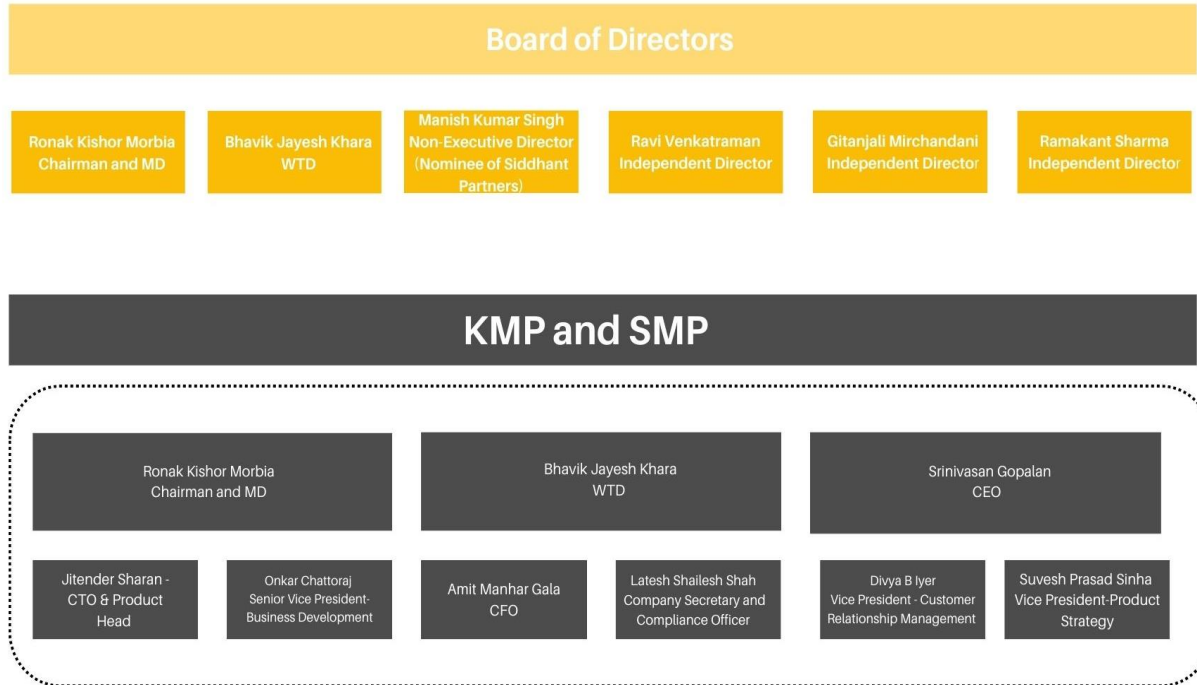 Board of Directors
Ronak Kishor Morbia
Chairman and MD
Bhavik Jayesh Khara
WTD
Manish Kumar Singh
Non-Executive Director
(Nominee of Siddhant
Partners)
Ravi Venkatraman
Independent Director
Gitanjali Mirchandani
Independent Director
Ramakant Sharma
Independent Director
KMP and SMP
Ronak Kishor Morbia
Chairman and MD
Bhavik Jayesh Khara
WTD
Srinivasan Gopalan
CEO
Jitender Sharan -
CTO & Product
Head
Onkar Chattoraj
Senior Vice President-
Business Development
Amit Manhar Gala
CFO
Latesh Shailesh Shah
Company Secretary and
Compliance Officer
Divya B Iyer
Vice President - Customer
Relationship Management
Suvesh Prasad Sinha
Vice President-Product
Strategy